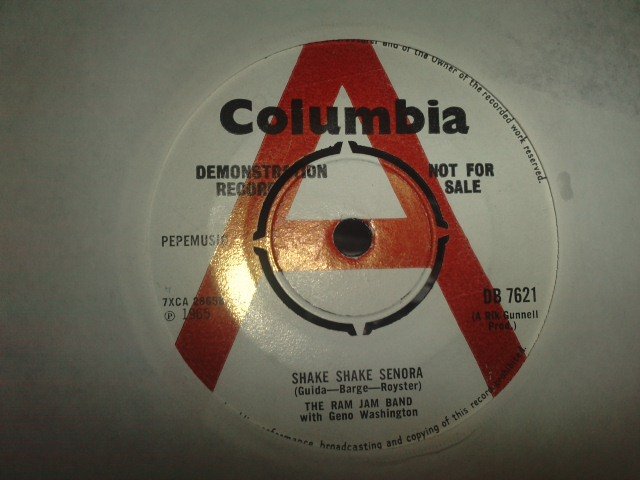 and of the Owner of the recorded work reserved.
Columbia
DEMONSTRATION
RECORD
NOT FOR
SALE
PEPEMUSIC
7XCA
℗ 1965
DB 7621
(A Rik Gunnell
Prod.)
SHAKE SHAKE SENORA
(Guida—Barge—Royster)
THE RAM JAM BAND
with Geno Washington
broadcasting and copying of this record prohibited.